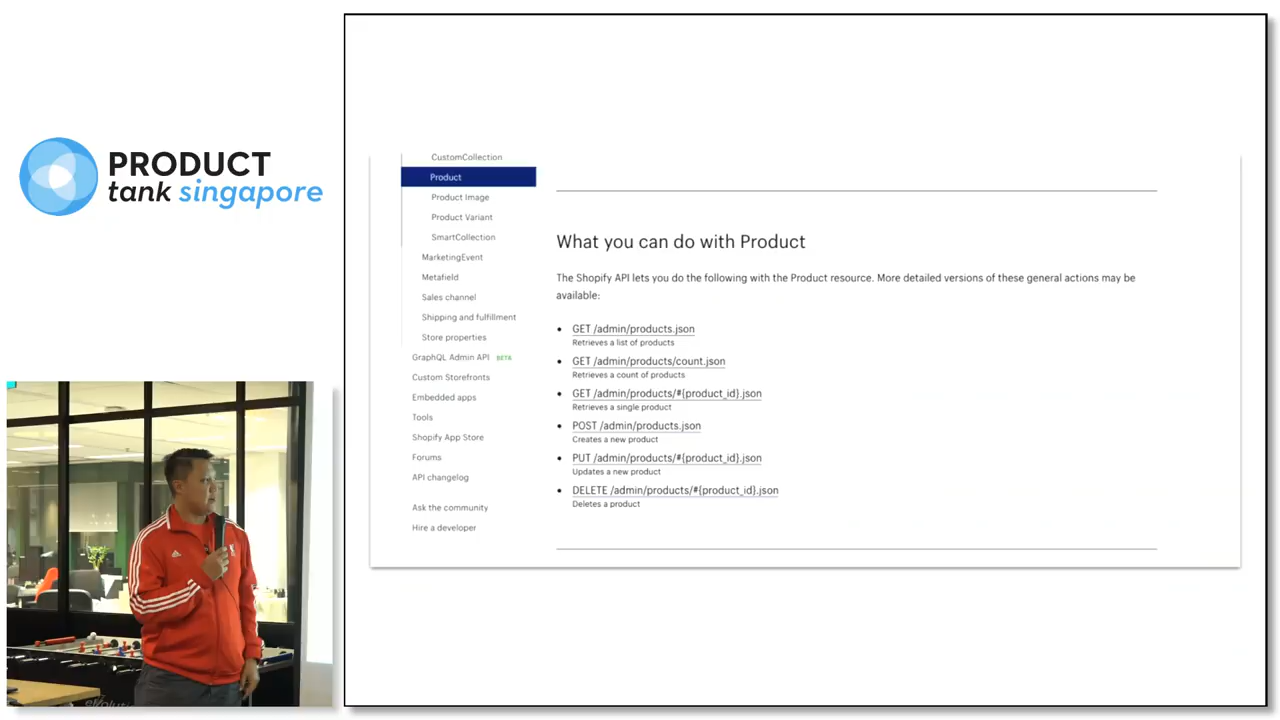 PRODUCT
tank singapore
CustomCollection
Product
Product Image
Product Variant
SmartCollection
MarketingEvent
Metafield
Sales channel
Shipping and fulfillment
Store properties
GraphQL Admin API BETA
Custom Storefronts
Embedded apps
Tools
Shopify App Store
Forums
API changelog
Ask the community
Hire a developer
What you can do with Product
The Shopify API lets you do the following with the Product resource. More detailed versions of these general actions may be
available:
• GET /admin/products.json
Retrieves a list of products
• GET /admin/products/count.json
Retrieves a count of products
• GET /admin/products/#{product_id}.json
Retrieves a single product
• POST /admin/products.json
Creates a new product
• PUT /admin/products/#{product_id}.json
Updates a new product
• DELETE /admin/products/#{product_id}.json
Deletes a product